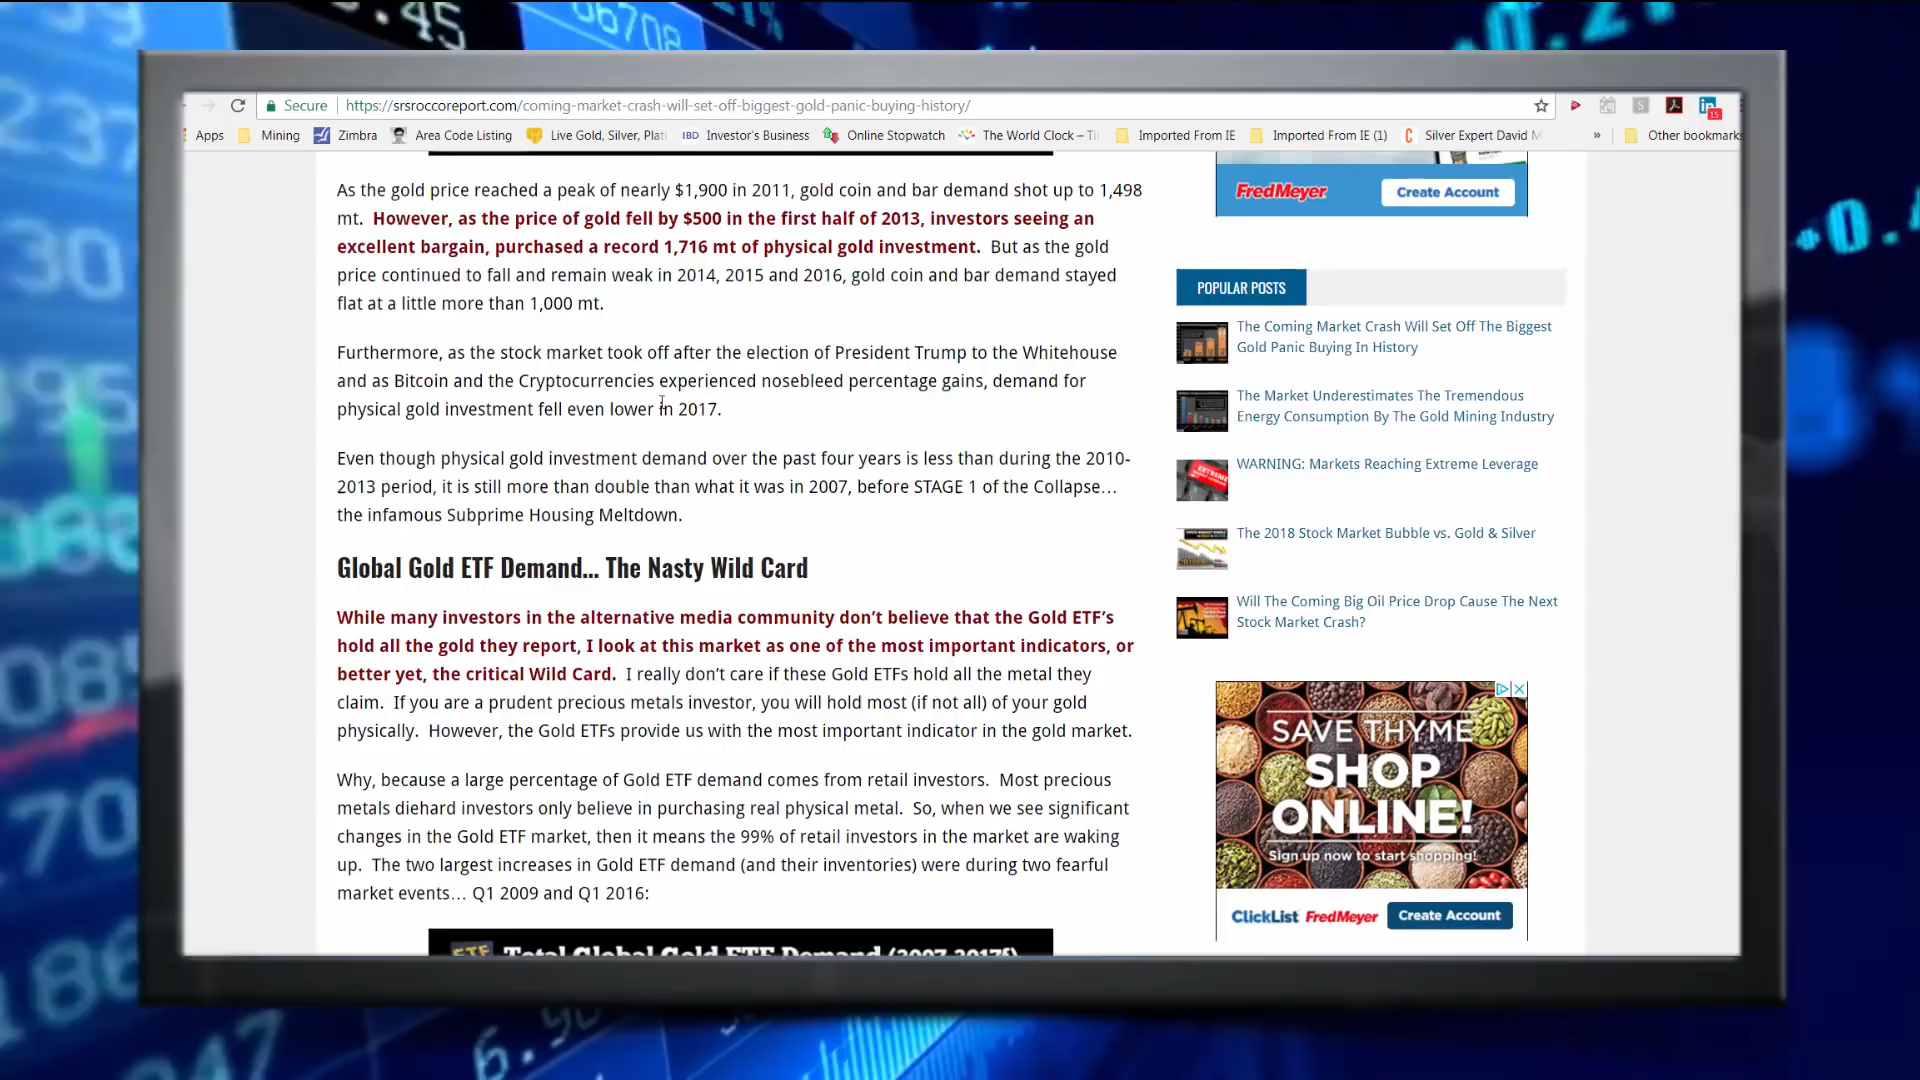 .45
06708
21%
Secure
https://srsroccoreport.com/coming-market-crash-will-set-off-biggest-gold-panic-buying-history/
15
Apps
Mining
Zimbra
Area Code Listing
Live Gold, Silver, Plati
IBD Investor's Business
Online Stopwatch
The World Clock – Ti
Imported From IE
Imported From IE (1)
Silver Expert David M
»
Other bookmarks
As the gold price reached a peak of nearly $1,900 in 2011, gold coin and bar demand shot up to 1,498
mt. However, as the price of gold fell by $500 in the first half of 2013, investors seeing an
excellent bargain, purchased a record 1,716 mt of physical gold investment. But as the gold
price continued to fall and remain weak in 2014, 2015 and 2016, gold coin and bar demand stayed
flat at a little more than 1,000 mt.
Furthermore, as the stock market took off after the election of President Trump to the Whitehouse
and as Bitcoin and the Cryptocurrencies experienced nosebleed percentage gains, demand for
physical gold investment fell even lower in 2017.
Even though physical gold investment demand over the past four years is less than during the 2010-
2013 period, it is still more than double than what it was in 2007, before STAGE 1 of the Collapse…
the infamous Subprime Housing Meltdown.
Global Gold ETF Demand… The Nasty Wild Card
While many investors in the alternative media community don't believe that the Gold ETF's
hold all the gold they report, I look at this market as one of the most important indicators, or
better yet, the critical Wild Card. I really don't care if these Gold ETFs hold all the metal they
claim. If you are a prudent precious metals investor, you will hold most (if not all) of your gold
physically. However, the Gold ETFs provide us with the most important indicator in the gold market.
Why, because a large percentage of Gold ETF demand comes from retail investors. Most precious
metals diehard investors only believe in purchasing real physical metal. So, when we see significant
changes in the Gold ETF market, then it means the 99% of retail investors in the market are waking
up. The two largest increases in Gold ETF demand (and their inventories) were during two fearful
market events… Q1 2009 and Q1 2016:
ETF Total Global Gold ETF Demand (2007-2017f)
FredMeyer
Create Account
POPULAR POSTS
The Coming Market Crash Will Set Off The Biggest
Gold Panic Buying In History
The Market Underestimates The Tremendous
Energy Consumption By The Gold Mining Industry
WARNING: Markets Reaching Extreme Leverage
The 2018 Stock Market Bubble vs. Gold & Silver
Will The Coming Big Oil Price Drop Cause The Next
Stock Market Crash?
SAVE THYME
SHOP
ONLINE!
Sign up now to start shopping!
ClickList FredMeyer
Create Account